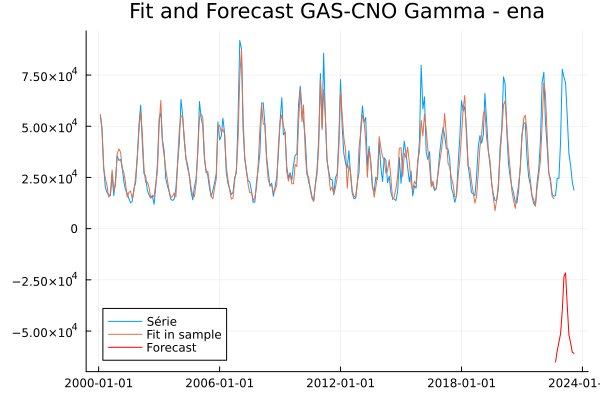 Fit and Forecast GAS-CNO Gamma - ena
7.50×10⁴
5.00×10⁴
2.50×10⁴
0
−2.50×10⁴
−5.00×10⁴
Série
Fit in sample
Forecast
2000-01-01 2006-01-01 2012-01-01 2018-01-01 2024-01-